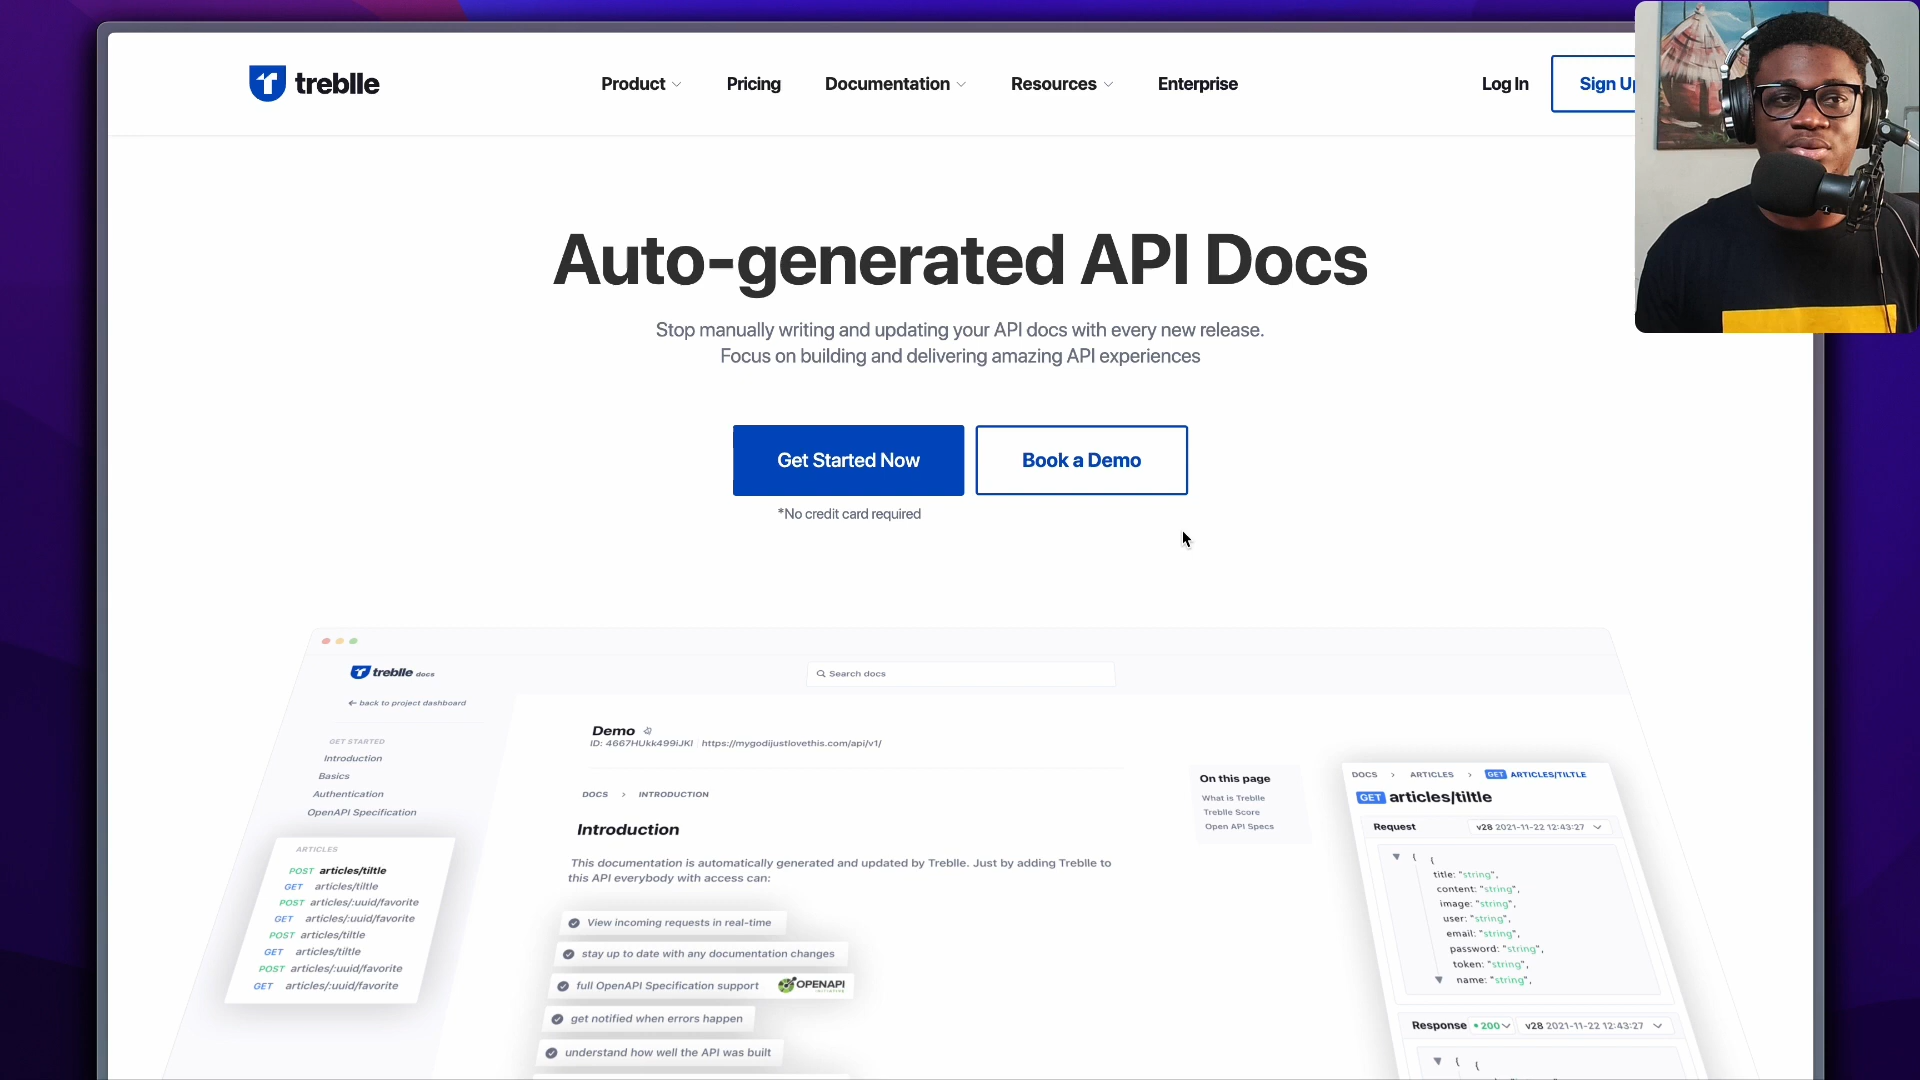 treblle
Product
Pricing
Documentation
Resources
Enterprise
Log In
Sign U
Auto-generated API Docs
Stop manually writing and updating your API docs with every new release.
Focus on building and delivering amazing API experiences
Get Started Now
Book a Demo
*No credit card required
treblle docs
Search docs
back to project dashboard
GET STARTED
Introduction
Basics
Authentication
OpenAPI Specification
ARTICLES
POST articles/tiltle
GET articles/tiltle
POST articles/:uuid/favorite
GET articles/:uuid/favorite
POST articles/tiltle
GET articles/tiltle
POST articles/:uuid/favorite
GET articles/:uuid/favorite
Demo
ID: 4667HUkk499iJKl https://mygodijustlovethis.com/api/v1/
DOCS > INTRODUCTION
Introduction
This documentation is automatically generated and updated by Treblle. Just by adding Treblle to
this API everybody with access can:
View incoming requests in real-time
stay up to date with any documentation changes
full OpenAPI Specification support
OPENAPI
get notified when errors happen
understand how well the API was built
On this page
What is Treblle
Treblle Score
Open API Specs
DOCS > ARTICLES > GET ARTICLES/TILTLE
GET articles/tiltle
Request
v28 2021-11-22 12:43:27
{ {
title: "string",
content: "string",
image: "string",
user: "string",
email: "string",
password: "string",
token: "string",
name: "string",
Response
200
v28 2021-11-22 12:43:27
{ {